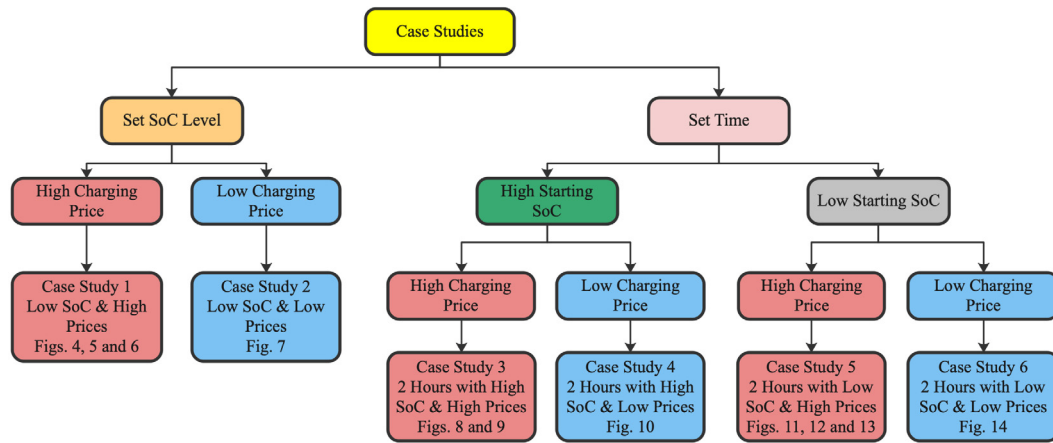 Case Studies
Set SoC Level
Set Time
High Charging
Price
Low Charging
Price
High Starting
SoC
Low Starting SoC
Case Study 1
Low SoC & High
Prices
Figs. 4, 5 and 6
Case Study 2
Low SoC & Low
Prices
Fig. 7
High Charging
Price
Low Charging
Price
High Charging
Price
Low Charging
Price
Case Study 3
2 Hours with High
SoC & High Prices
Figs. 8 and 9
Case Study 4
2 Hours with High
SoC & Low Prices
Fig. 10
Case Study 5
2 Hours with Low
SoC & High Prices
Figs. 11, 12 and 13
Case Study 6
2 Hours with Low
SoC & Low Prices
Fig. 14